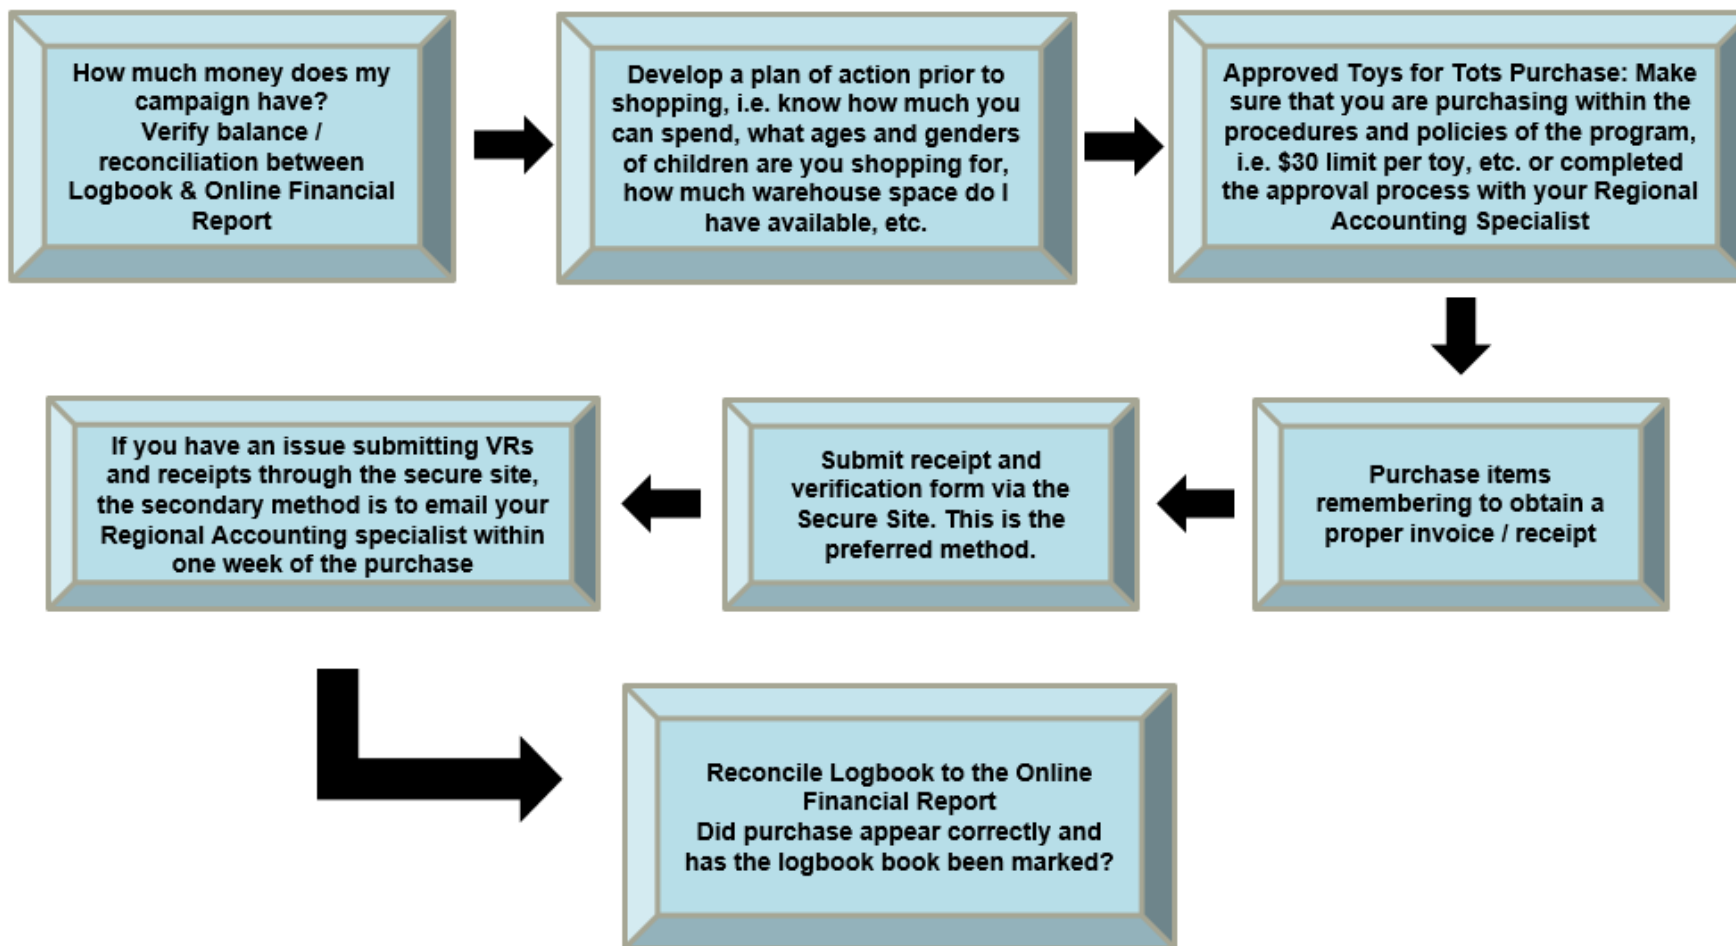 How much money does my
campaign have?
Verify balance /
reconciliation between
Logbook & Online Financial
Report
Develop a plan of action prior to
shopping, i.e. know how much you
can spend, what ages and genders
of children are you shopping for,
how much warehouse space do I
have available, etc.
Approved Toys for Tots Purchase: Make
sure that you are purchasing within the
procedures and policies of the program,
i.e. $30 limit per toy, etc. or completed
the approval process with your Regional
Accounting Specialist
Purchase items
remembering to obtain a
proper invoice / receipt
Submit receipt and
verification form via the
Secure Site. This is the
preferred method.
If you have an issue submitting VRs
and receipts through the secure site,
the secondary method is to email your
Regional Accounting specialist within
one week of the purchase
Reconcile Logbook to the Online
Financial Report
Did purchase appear correctly and
has the logbook book been marked?